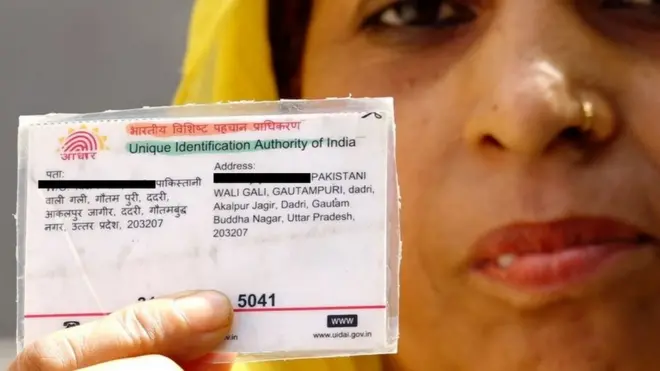 भारतीय विशिष्ट पहचान प्राधिकरण
Unique Identification Authority of India
आधार
पता:
पाकिस्तानी
वाली गली, गौतम पुरी, ददरी,
आकलपुर जागीर, ददरी, गौतमबुद्ध
नगर, उत्तर प्रदेश, 203207
Address:
PAKISTANI
WALI GALI, GAUTAMPURI, dadri,
Akalpur Jagir, Dadri, Gautam
Buddha Nagar, Uttar Pradesh,
203207
5041
WWW
www.uidai.gov.in